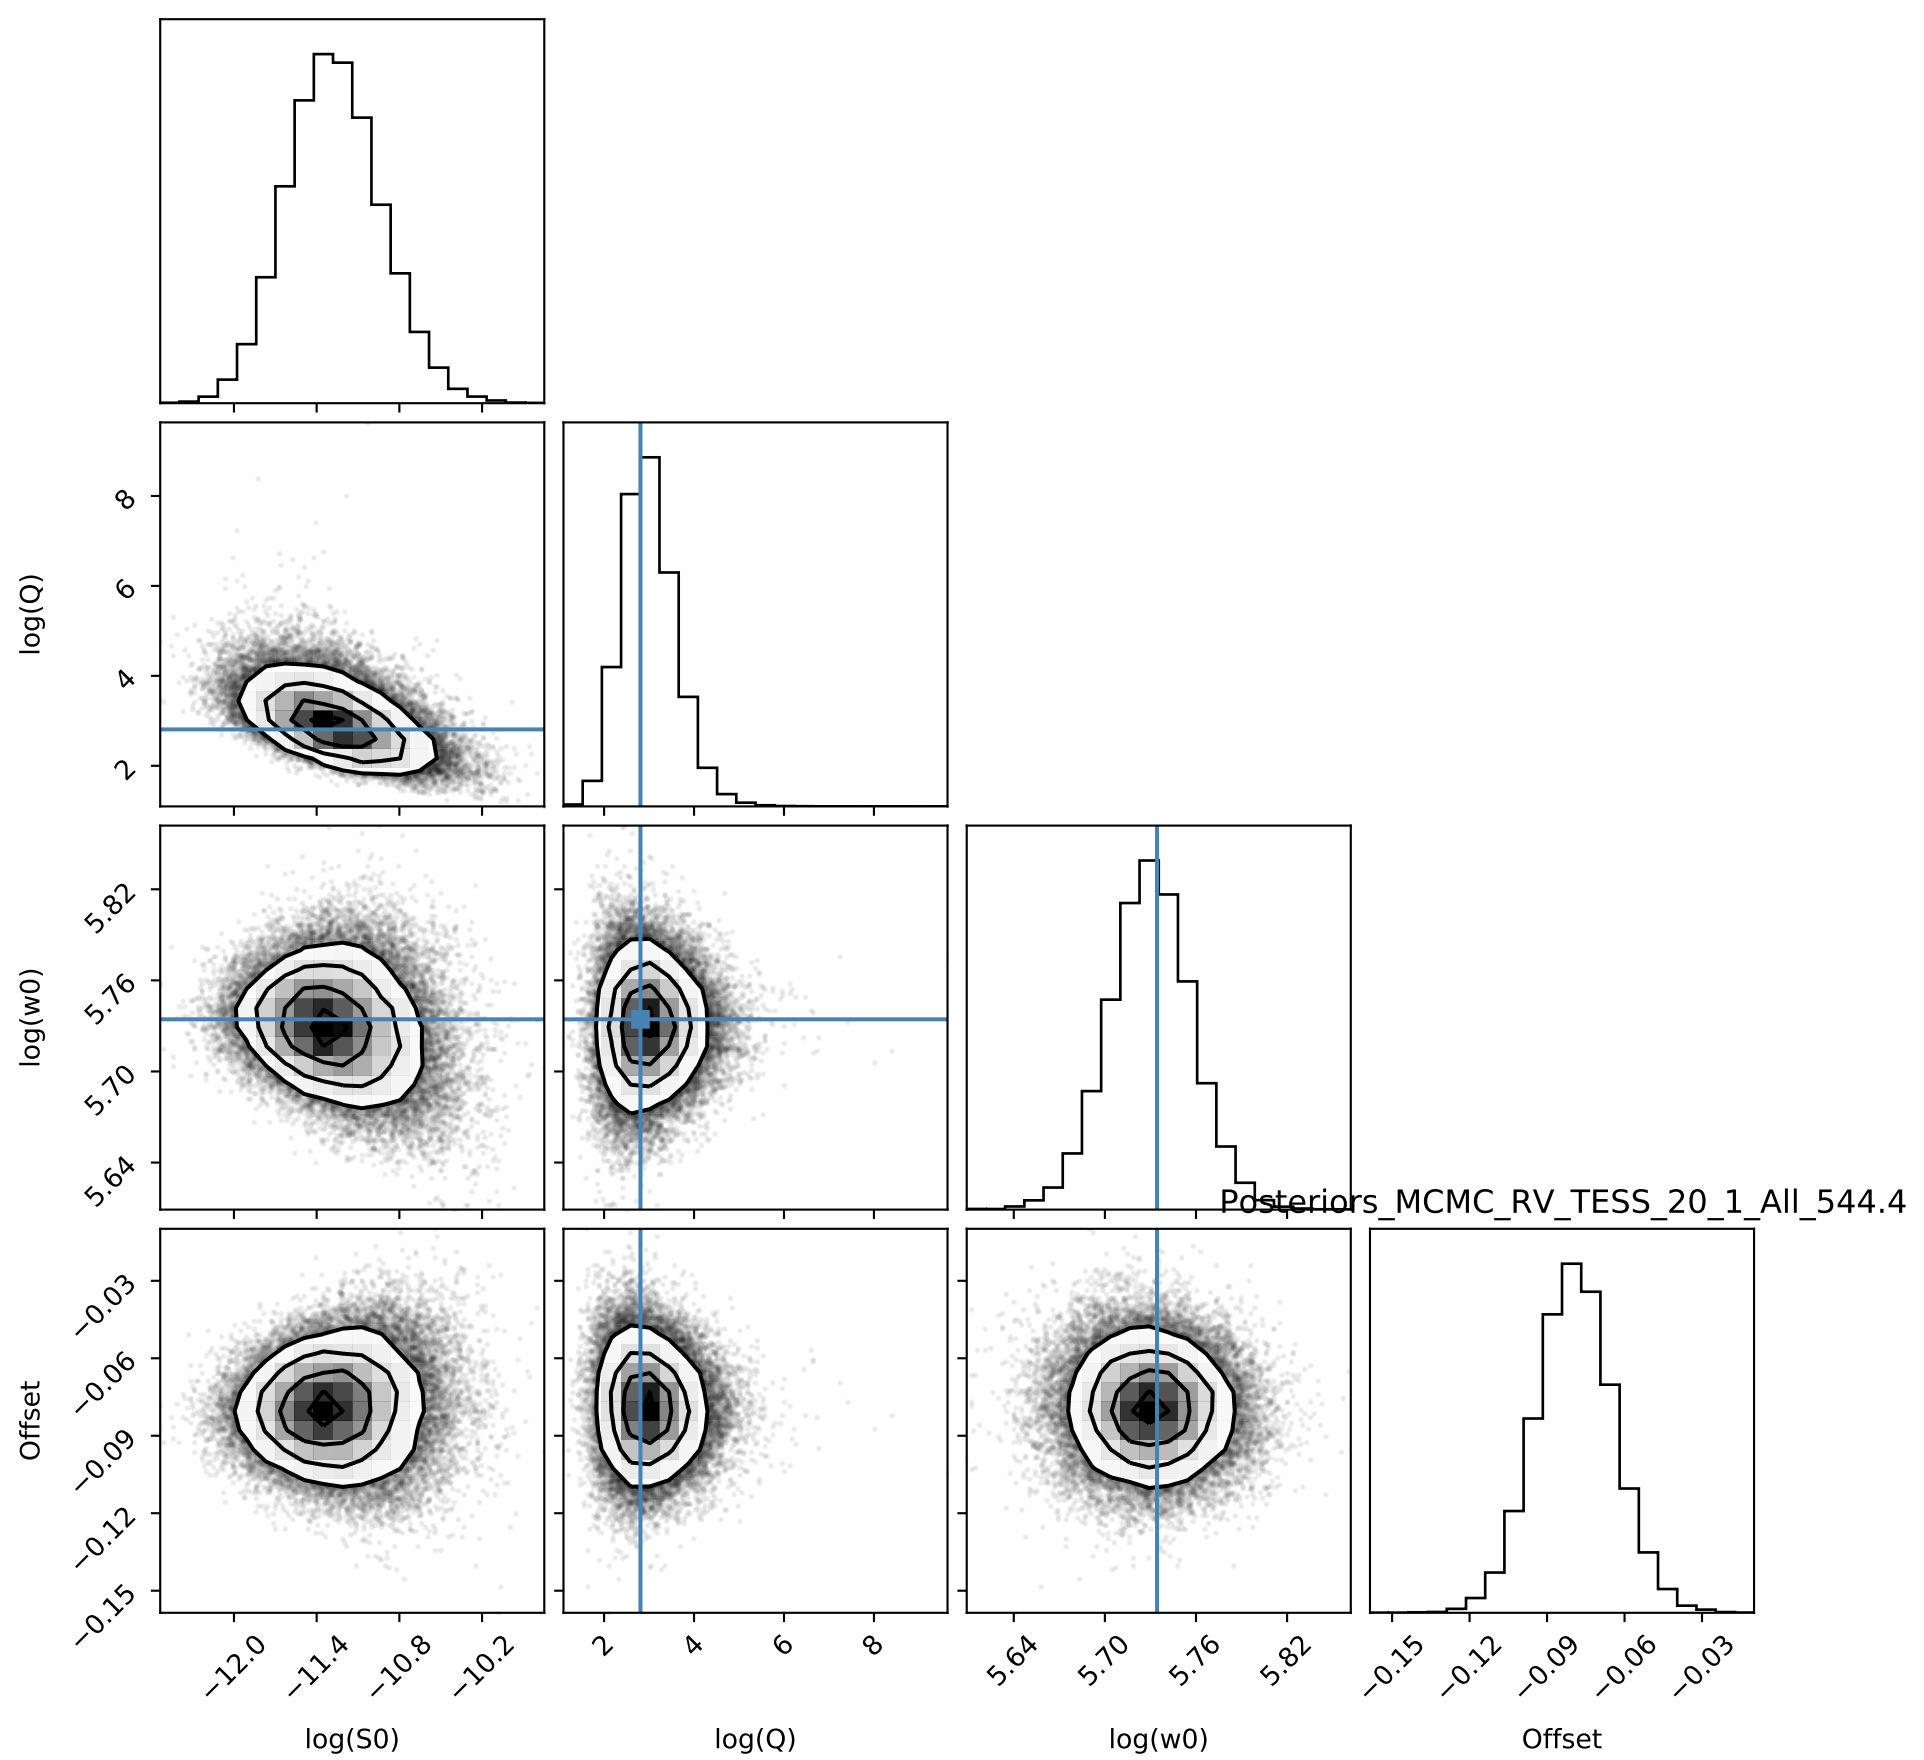 8
6
4
2
log(Q)
5.82
5.76
5.70
5.64
log(w0)
Posteriors_MCMC_RV_TESS_20_1_All_544.4
−0.03
−0.06
−0.09
−0.12
−0.15
Offset
−12.0 −11.4 −10.8 −10.2
2 4 6 8
5.64 5.70 5.76 5.82
−0.15 −0.12 −0.09 −0.06 −0.03
log(S0) log(Q) log(w0) Offset